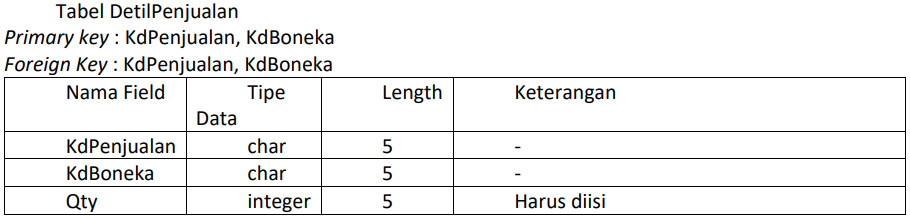 Tabel DetilPenjualan
Primary key : KdPenjualan, KdBoneka
Foreign Key : KdPenjualan, KdBoneka
Nama Field Tipe Data Length Keterangan
KdPenjualan char 5 -
KdBoneka char 5 -
Qty integer 5 Harus diisi